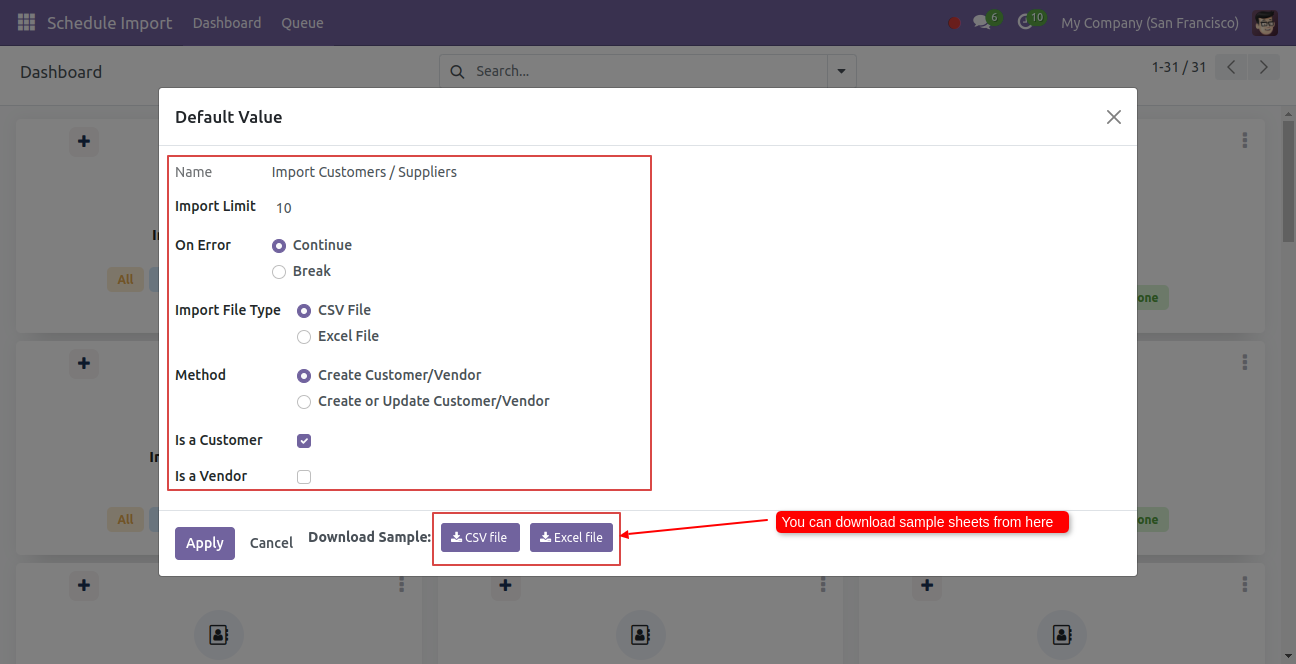 Schedule Import Dashboard Queue 6 10 My Company (San Francisco)
Dashboard Search... 1-31 / 31
Default Value
Name Import Customers / Suppliers
Import Limit 10
On Error Continue
Break
Import File Type CSV File
Excel File
Method Create Customer/Vendor
Create or Update Customer/Vendor
Is a Customer
Is a Vendor
All
All
Apply Cancel Download Sample: CSV file Excel file
You can download sample sheets from here